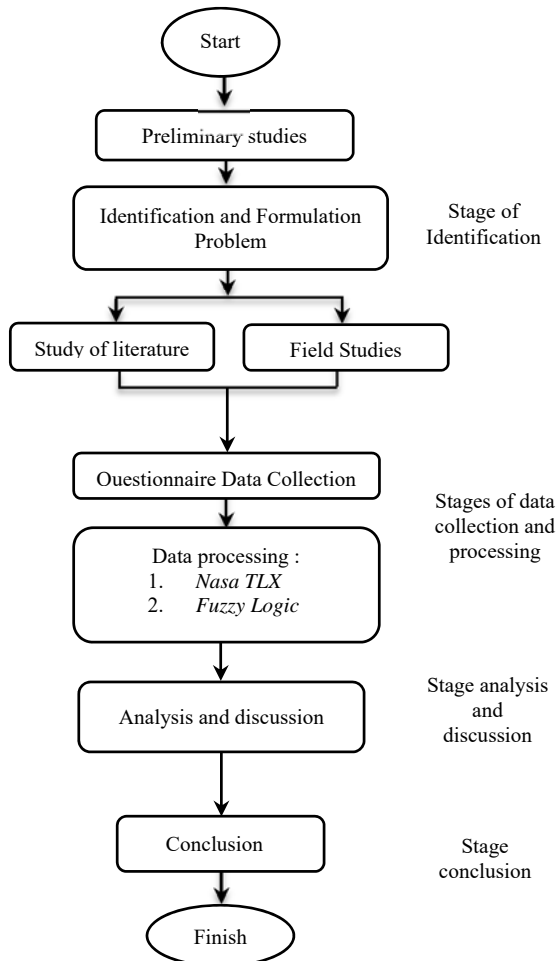 Start
Preliminary studies
Identification and Formulation
Problem
Stage of
Identification
Study of literature
Field Studies
Questionnaire Data Collection
Stages of data
collection and
processing
Data processing :
1. Nasa TLX
2. Fuzzy Logic
Stage analysis
and
discussion
Analysis and discussion
Conclusion
Stage
conclusion
Finish